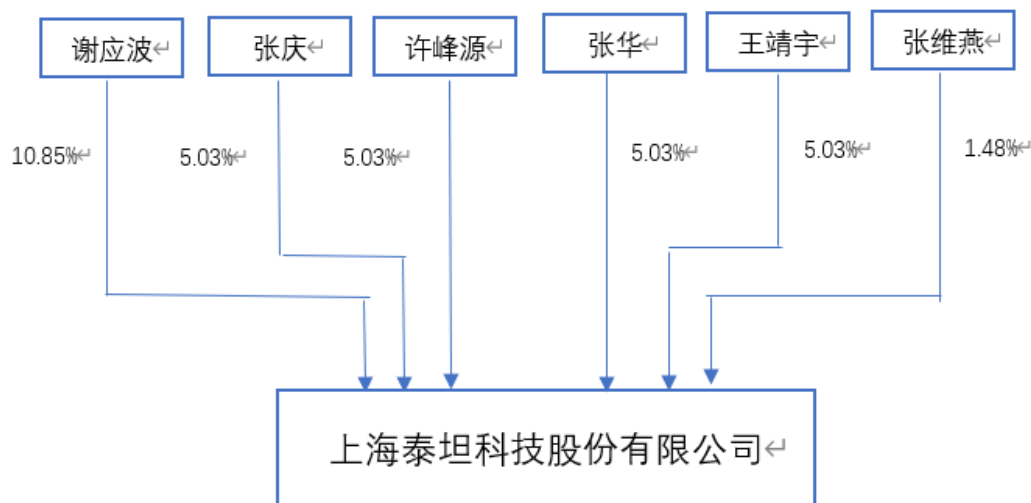 谢应波
张庆
许峰源
张华
王靖宇
张维燕
10.85%
5.03%
5.03%
5.03%
5.03%
1.48%
上海泰坦科技股份有限公司